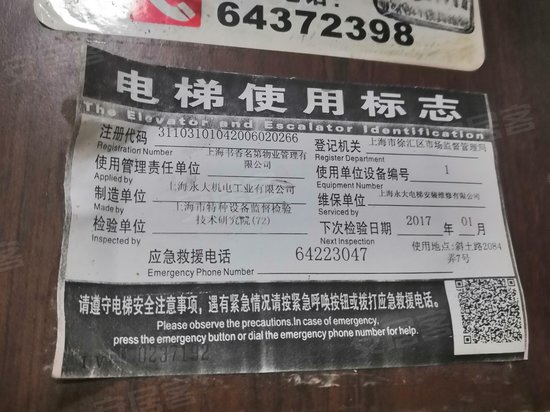 64372398
电梯使用标志
The Elevator and Escalator Identification
注册代码 31103101042006020266
Registration Number
登记机关 上海市徐汇区市场监督管理局
Register Department
使用管理责任单位 上海书香名第物业管理有限公司
Applied by
使用单位设备编号 1
Equipment Number
制造单位 上海永大机电工业有限公司
Made by
维保单位 上海永大电梯安装维修有限公司
Serviced by
检验单位 上海市特种设备监督检验
技术研究院(72)
Inspected by
下次检验日期 2017 年 01 月
Next Inspection
应急救援电话 64223047
Emergency Phone Number
使用地点:斜土路2084
弄7号
请遵守电梯安全注意事项,遇有紧急情况请按紧急呼唤按钮或拨打应急救援电话。
Please observe the precautions.In case of emergency,
press the emergency button or dial the emergency phone number for help.
0237192